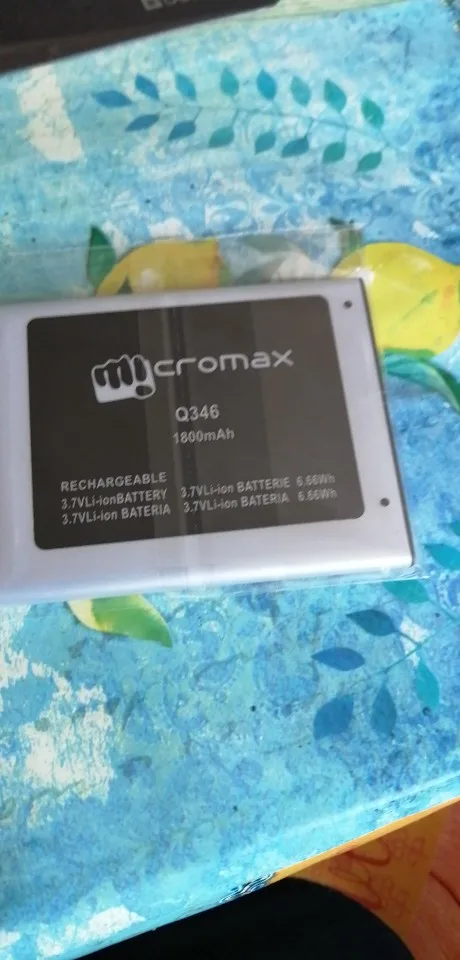 micromax
Q346
1800mAh
RECHARGEABLE
3.7VLi-ionBATTERY 3.7VLi-ion BATTERIE 6.66Wh
3.7VLi-ion BATERIA 3.7VLi-ion BATERIA 6.66Wh